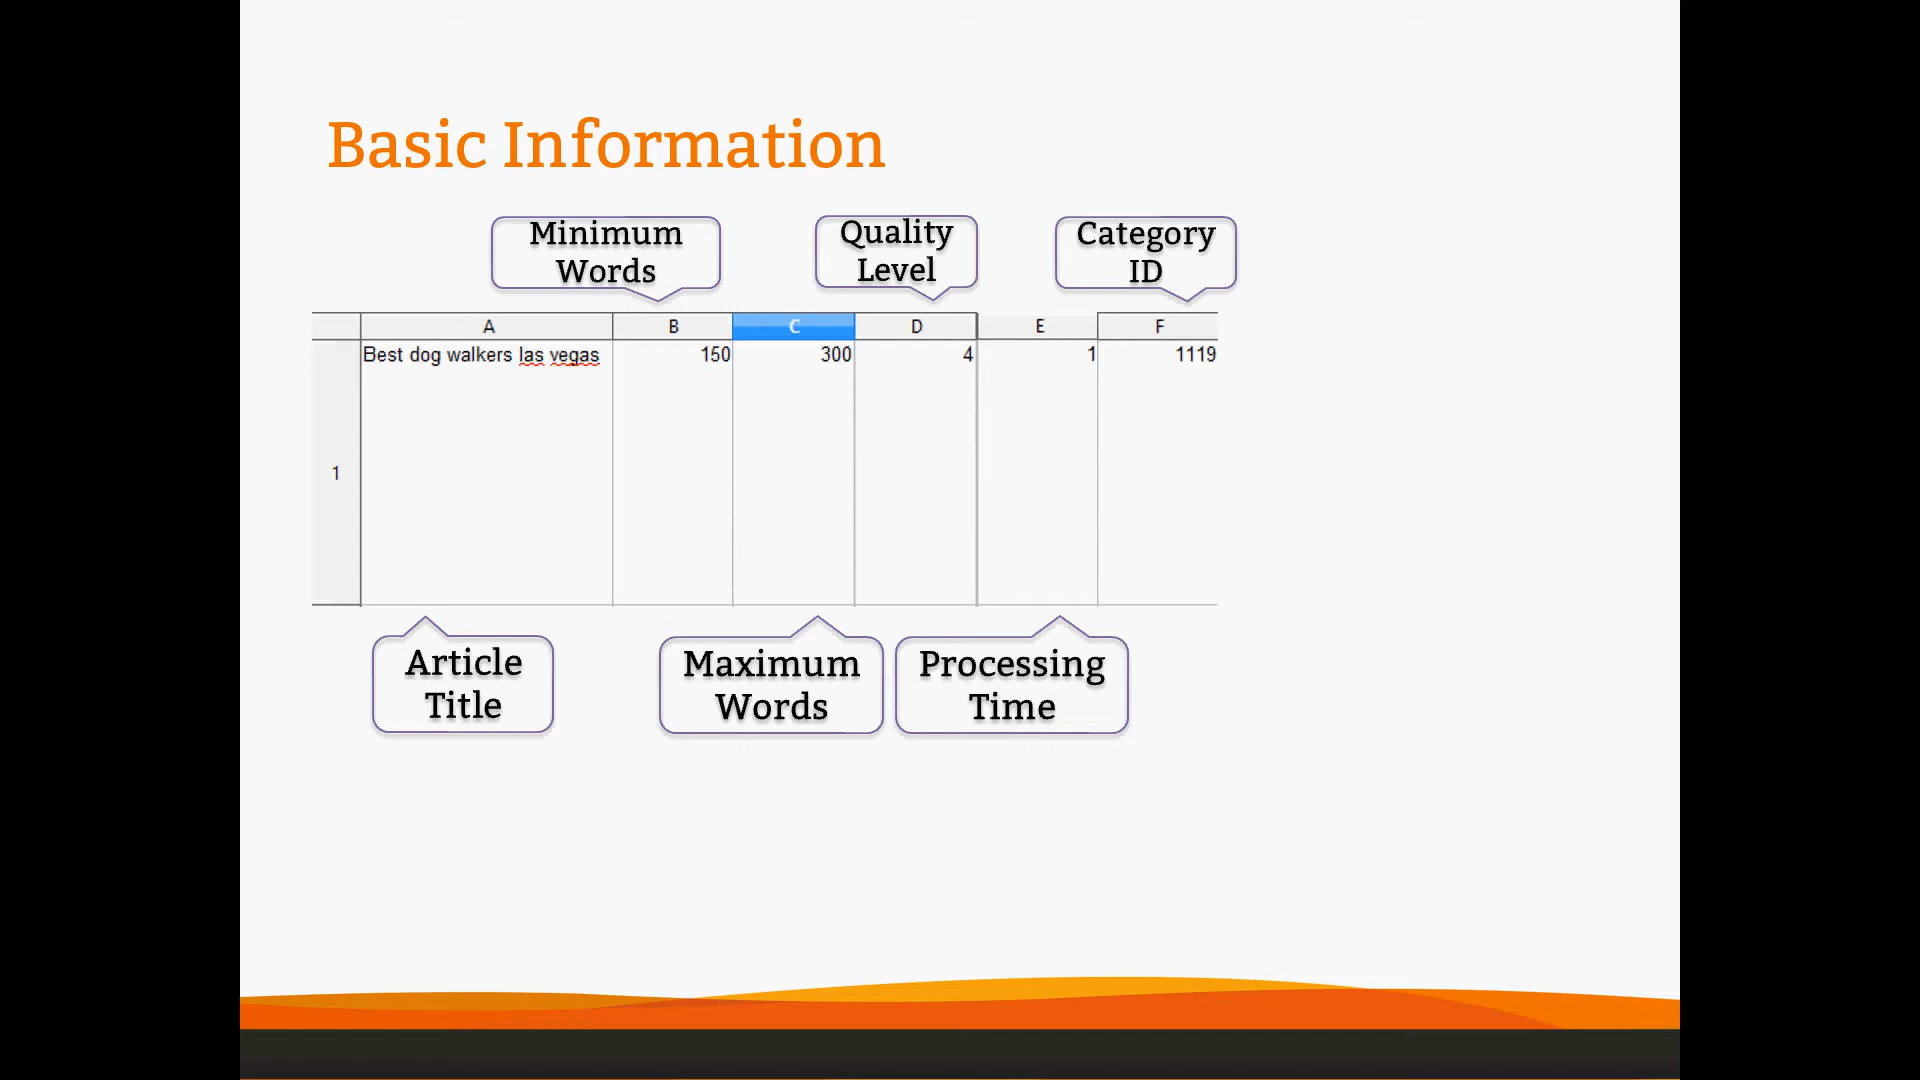 Basic Information
Minimum
Words
Quality
Level
Category
ID
A B C D E F
1 Best dog walkers las vegas 150 300 4 1 1119
Article
Title
Maximum
Words
Processing
Time